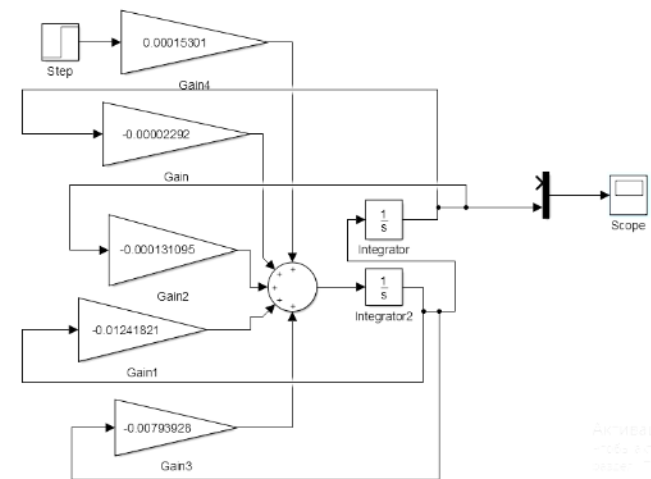 0.00015301
Step
Gain4
-0.00002292
Gain
1
s
Integrator
Scope
-0.000131095
Gain2
1
s
Integrator2
-0.01241821
Gain1
-0.00793928
Gain3